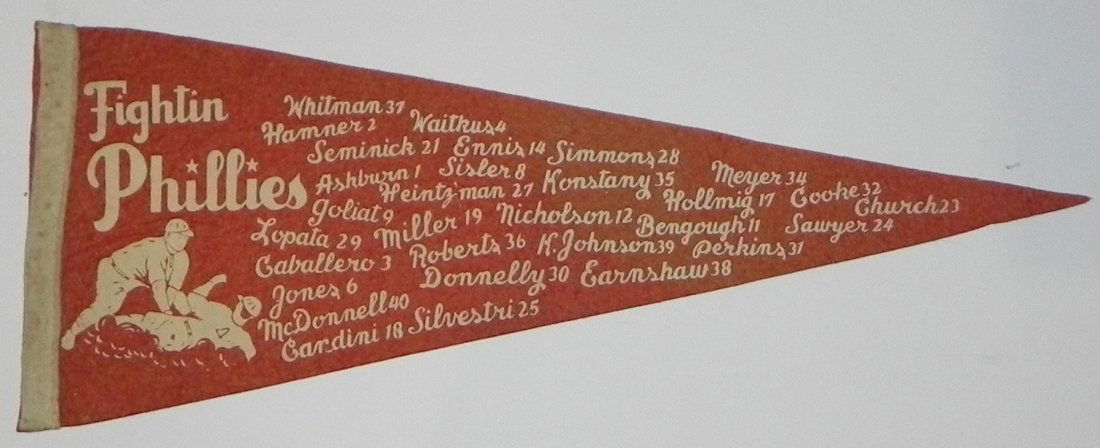 Fightin
Phillies
Whitman 37
Hamner 2 Waitkus 4
Seminick 21 Ennis 14 Simmons 28
Ashburn 1 Sisler 8 Konstany 35 Meyer 34
Heintz'man 27 Hollmig 17 Cooke 32
Goliat 9 Miller 19 Nicholson 12 Church 23
Lopata 29 Roberts 36 K. Johnson 39 Bengough 11 Sawyer 24
Caballero 3 Donnelly 30 Earnshaw 38 Perkins 31
Jones 6
McDonnell 40
Cardini 18 Silvestri 25